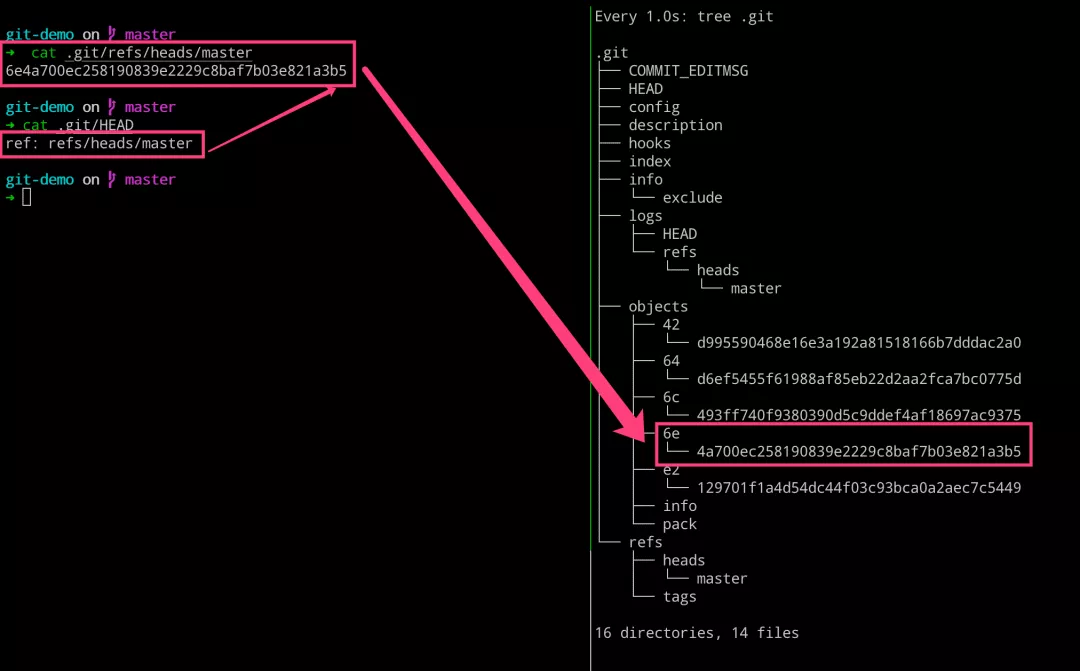 git-demo on master
→ cat .git/refs/heads/master
6e4a700ec258190839e2229c8baf7b03e821a3b5
git-demo on master
→ cat .git/HEAD
ref: refs/heads/master
git-demo on master
→
Every 1.0s: tree .git
.git
├── COMMIT_EDITMSG
├── HEAD
├── config
├── description
├── hooks
├── index
├── info
│   └── exclude
├── logs
│   ├── HEAD
│   └── refs
│       └── heads
│           └── master
├── objects
│   ├── 42
│   │   └── d995590468e16e3a192a81518166b7dddac2a0
│   ├── 64
│   │   └── d6ef5455f61988af85eb22d2aa2fca7bc0775d
│   ├── 6c
│   │   └── 493ff740f9380390d5c9ddef4af18697ac9375
│   ├── 6e
│   │   └── 4a700ec258190839e2229c8baf7b03e821a3b5
│   ├── e2
│   │   └── 129701f1a4d54dc44f03c93bca0a2aec7c5449
│   ├── info
│   └── pack
└── refs
    ├── heads
    │   └── master
    └── tags
16 directories, 14 files